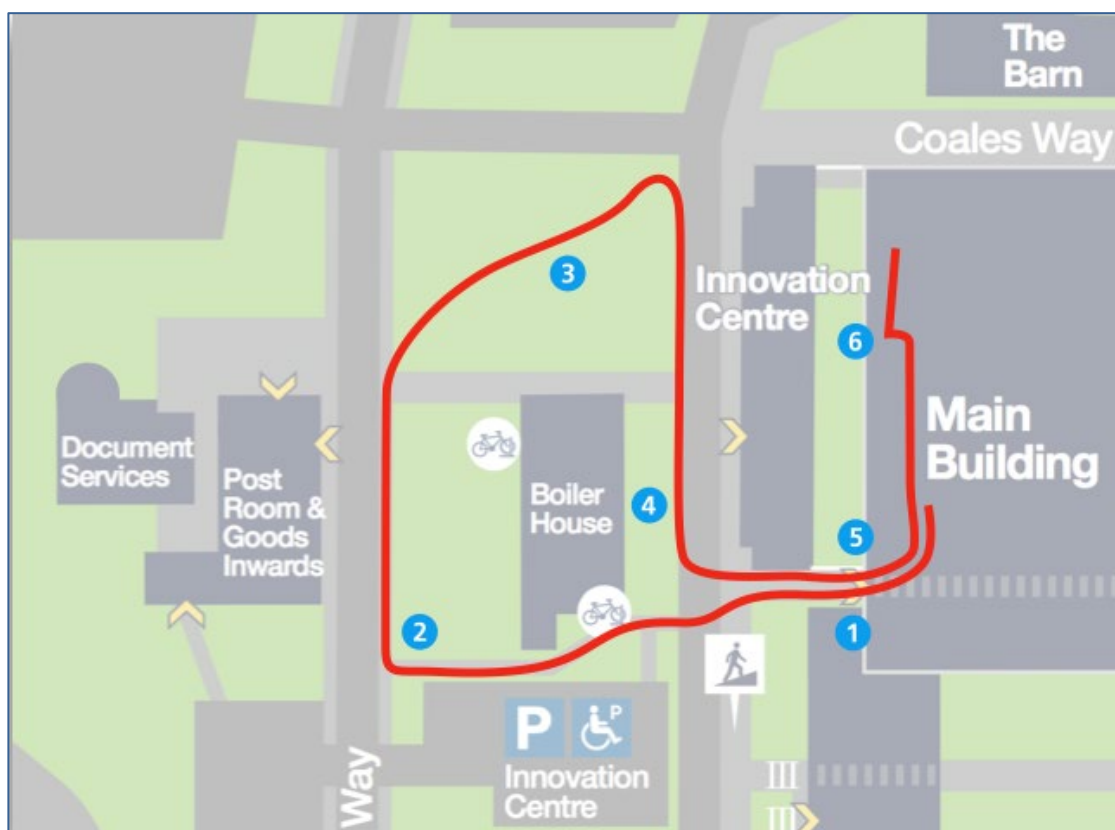 The
Barn
Coales Way
3
Innovation
Centre
6
Main
Building
Document
Services
Post
Room &
Goods
Inwards
Boiler
House
4
5
2
1
P
P
Innovation
Centre
Way